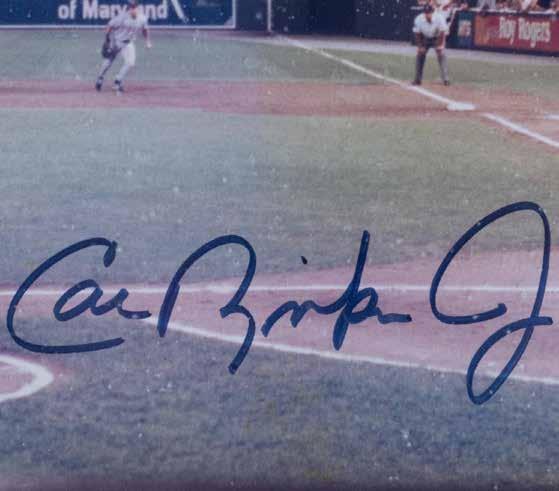 of Maryland
Roy Rogers
Cal Ripken Jr